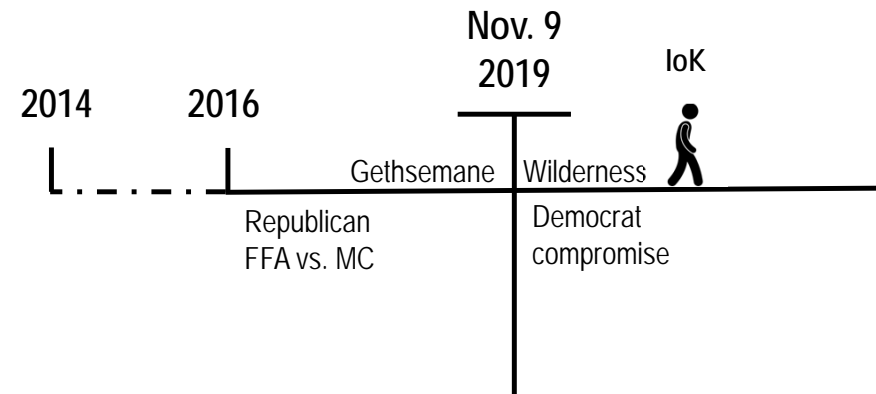 Nov. 9
2019
IoK
2014
2016
Gethsemane
Wilderness
Republican
FFA vs. MC
Democrat
compromise